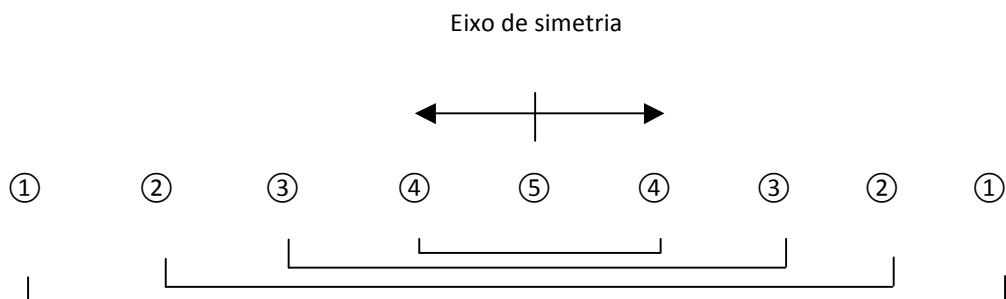 Eixo de simetria
① ② ③ ④ ⑤ ④ ③ ② ①